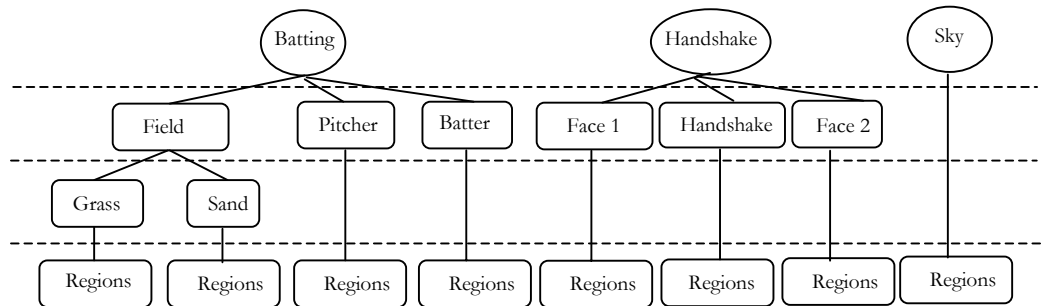 Batting
Handshake
Sky
Field
Pitcher
Batter
Face 1
Handshake
Face 2
Grass
Sand
Regions
Regions
Regions
Regions
Regions
Regions
Regions
Regions